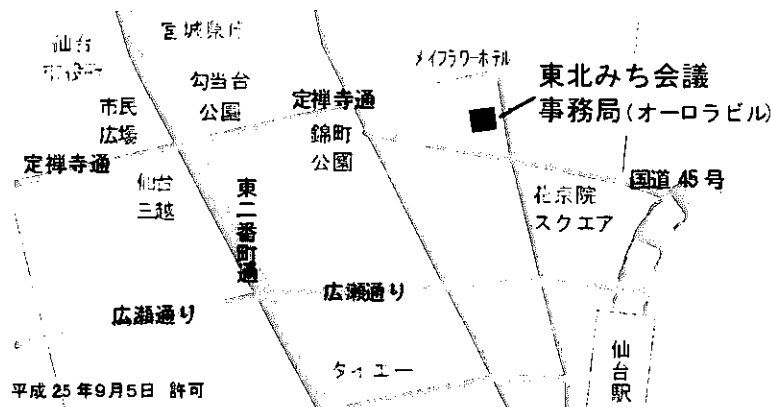 仙台
宮城県庁
市民
広場
勾当台
公園
定禅寺通
メイフラワーホテル
東北みち会議
事務局(オーロラビル)
錦町
公園
定禅寺通
仙台
三越
東二番町通
国道45号
花京院
スクエア
広瀬通り
広瀬通り
ダイエー
仙台駅
平成25年9月5日 許可